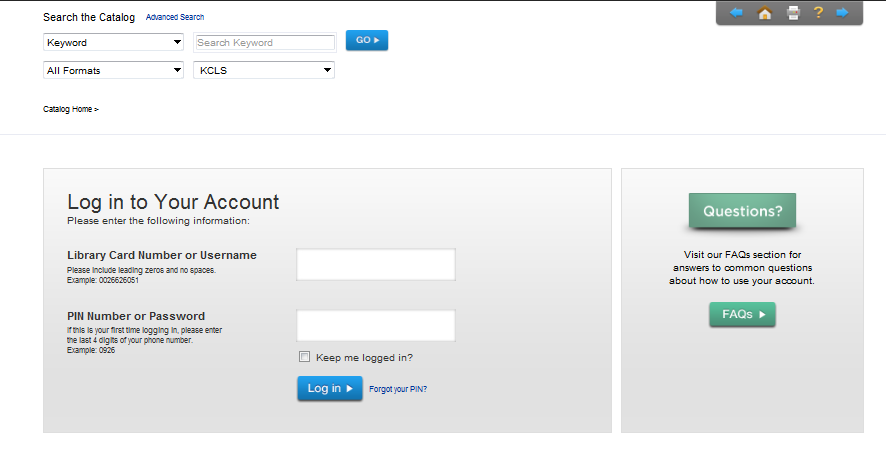 Search the Catalog Advanced Search
Keyword Search Keyword GO
All Formats KCLS
Catalog Home >
Log in to Your Account
Please enter the following information:
Library Card Number or Username
Please include leading zeros and no spaces.
Example: 0026626051
PIN Number or Password
If this is your first time logging in, please enter
the last 4 digits of your phone number.
Example: 0926
Keep me logged in?
Log in Forgot your PIN?
Questions?
Visit our FAQs section for
answers to common questions
about how to use your account.
FAQs